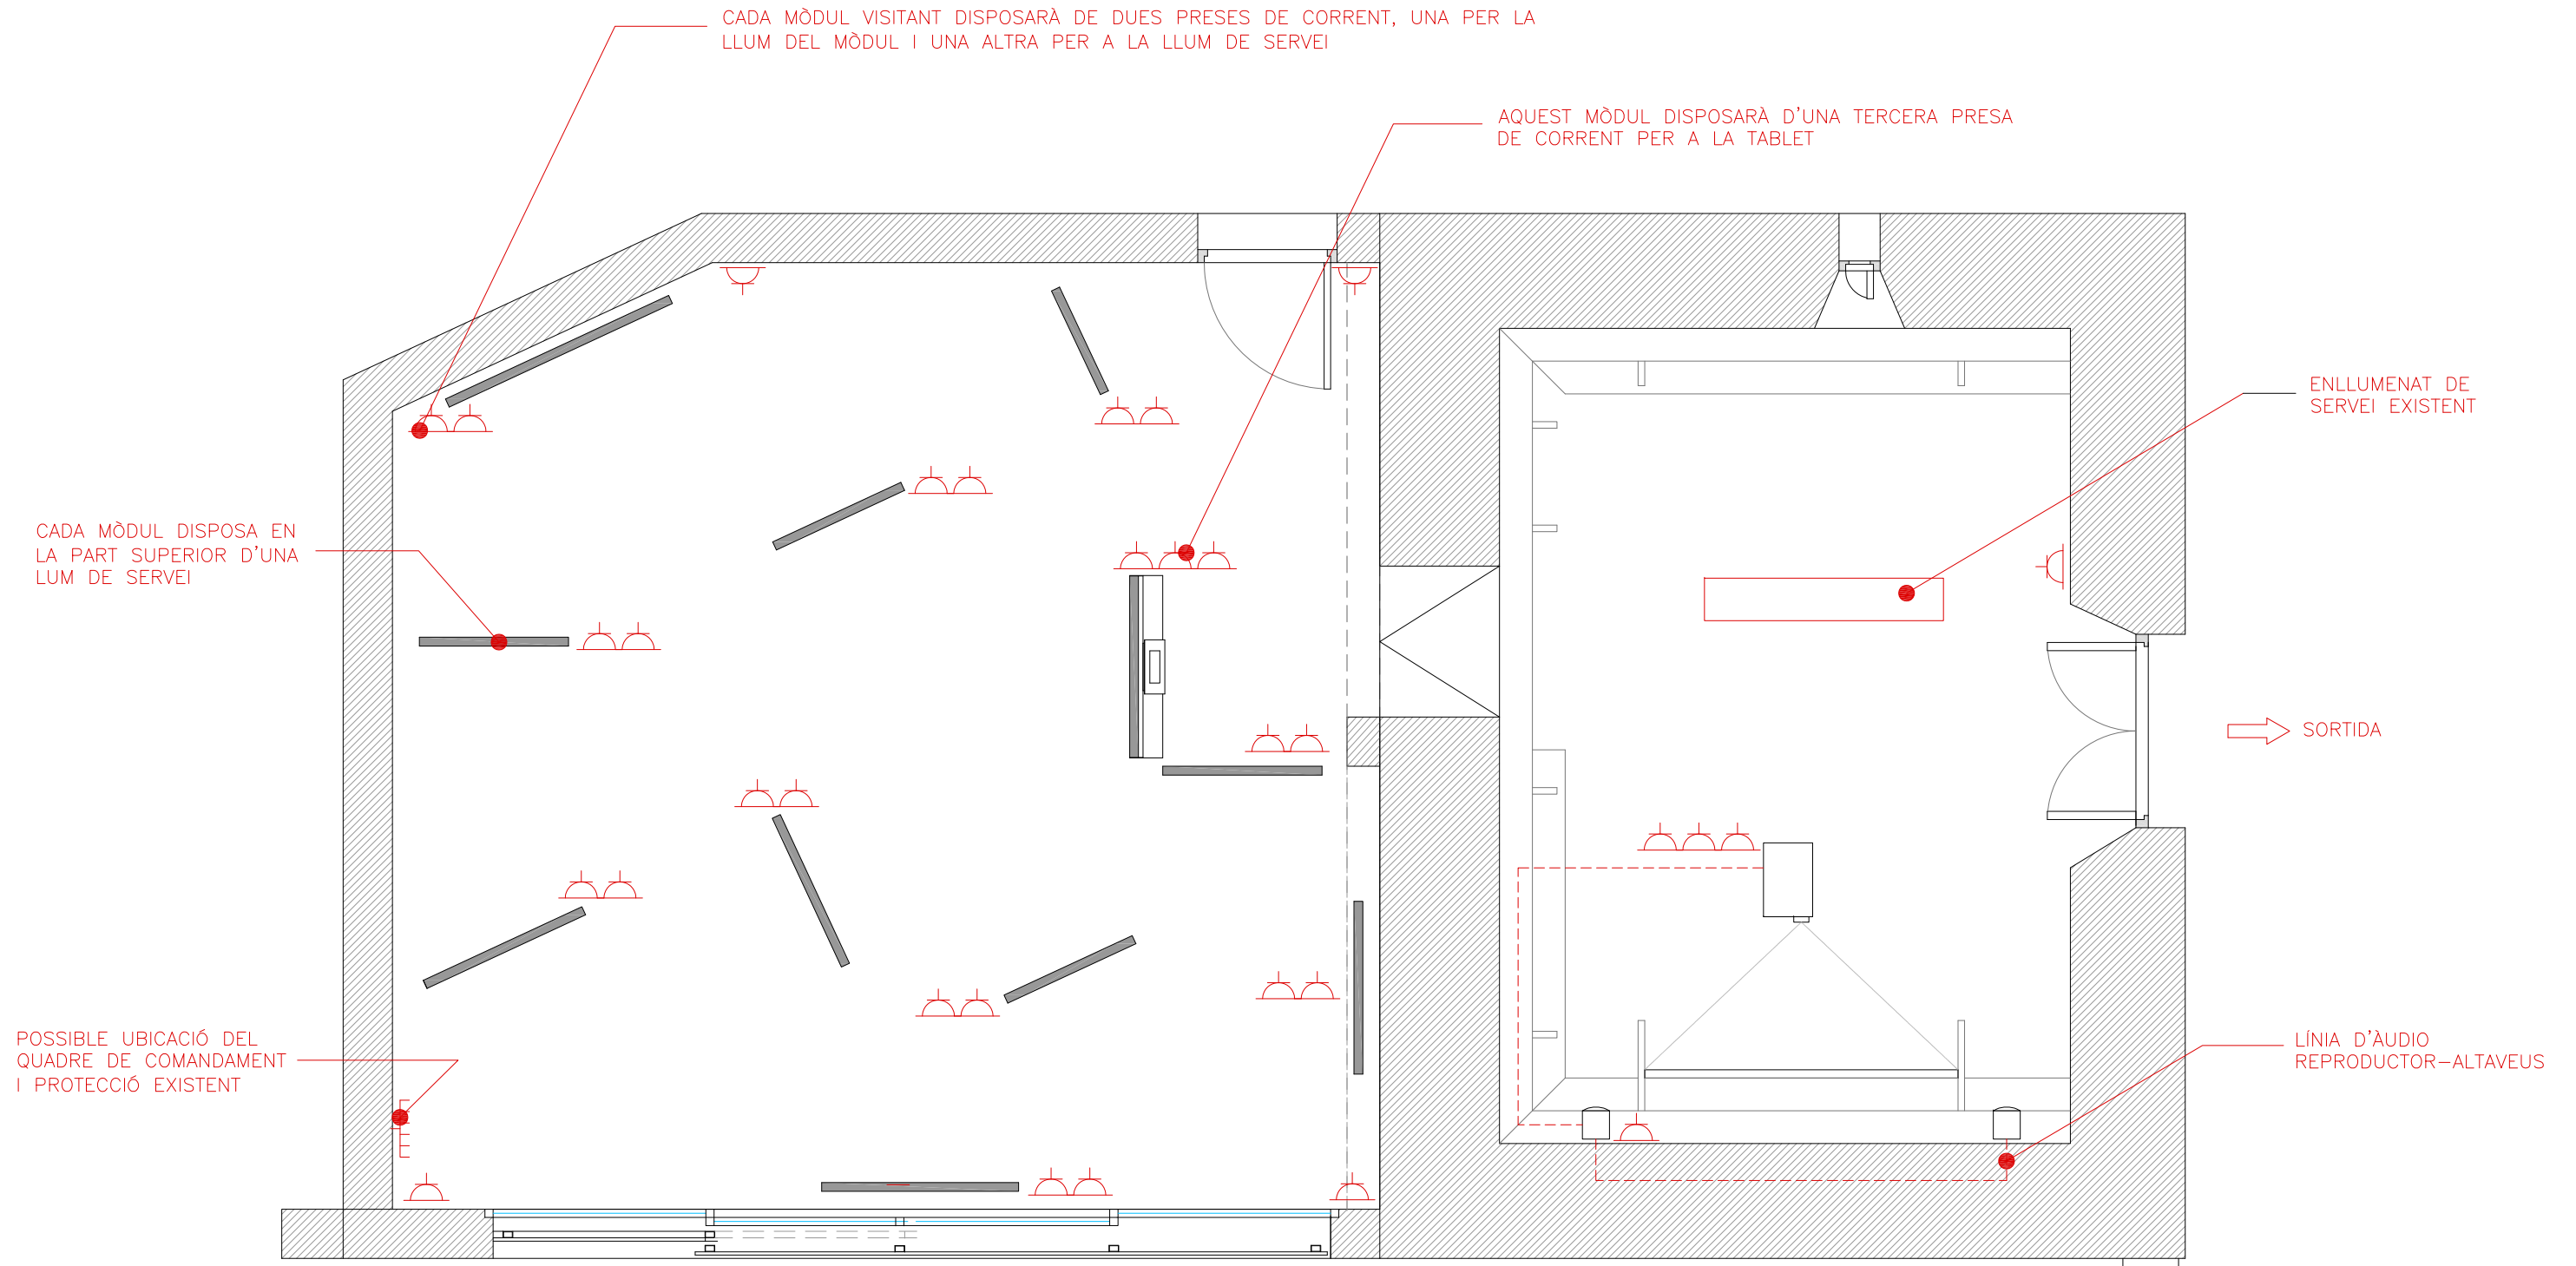 CADA MÒDUL VISITANT DISPOSARÀ DE DUES PRESES DE CORRENT, UNA PER LA
LLUM DEL MÒDUL I UNA ALTRA PER A LA LLUM DE SERVEI
AQUEST MÒDUL DISPOSARÀ D'UNA TERCERA PRESA
DE CORRENT PER A LA TABLET
ENLLUMENAT DE
SERVEI EXISTENT
CADA MÒDUL DISPOSA EN
LA PART SUPERIOR D'UNA
LUM DE SERVEI
SORTIDA
POSSIBLE UBICACIÓ DEL
QUADRE DE COMANDAMENT
I PROTECCIÓ EXISTENT
LÍNIA D'ÀUDIO
REPRODUCTOR-ALTAVEUS